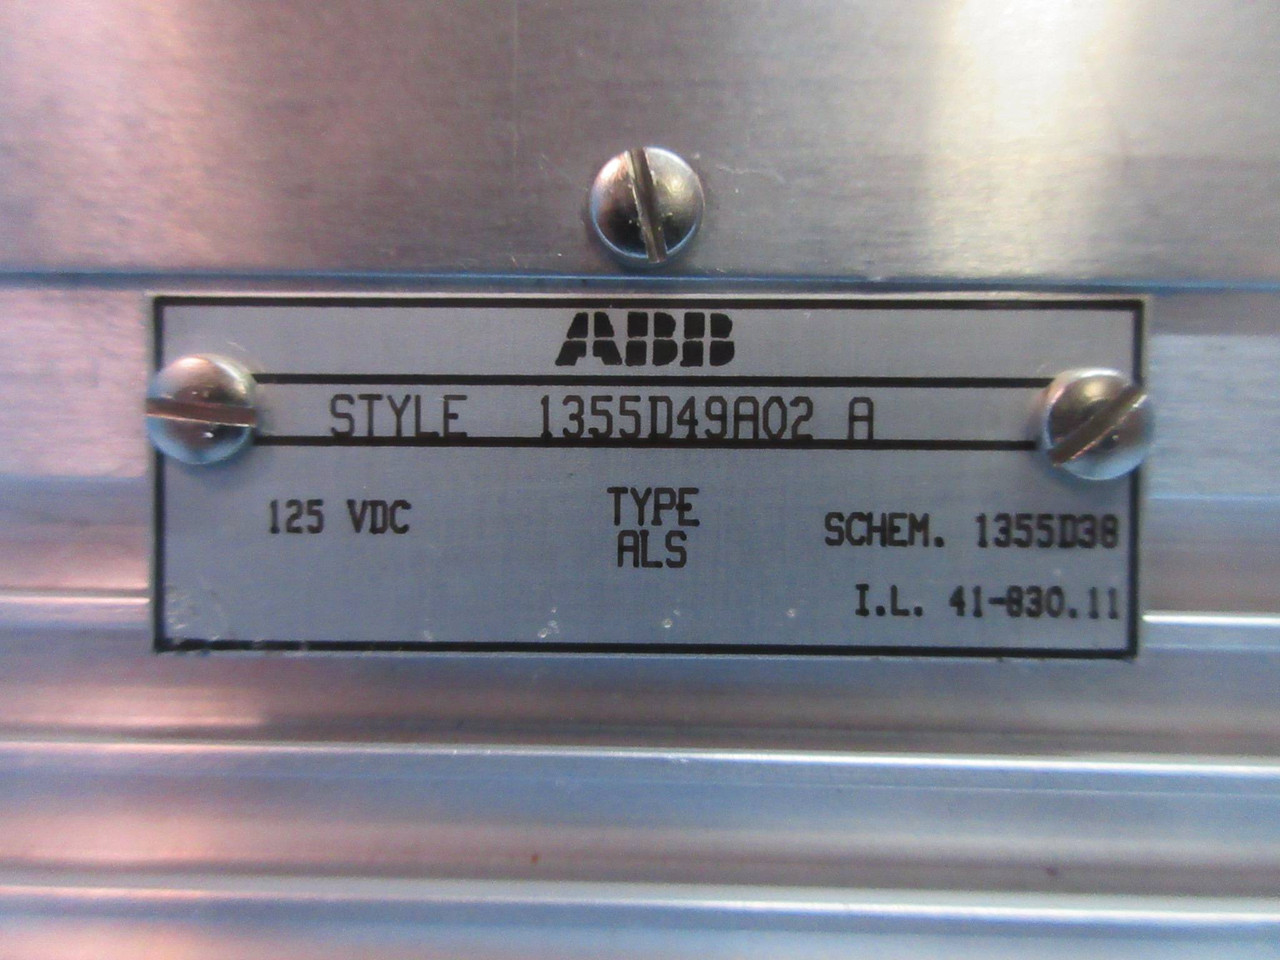 ABB
STYLE 1355D49A02 A
125 VDC
TYPE
ALS
SCHEM. 1355D38
I.L. 41-830.11